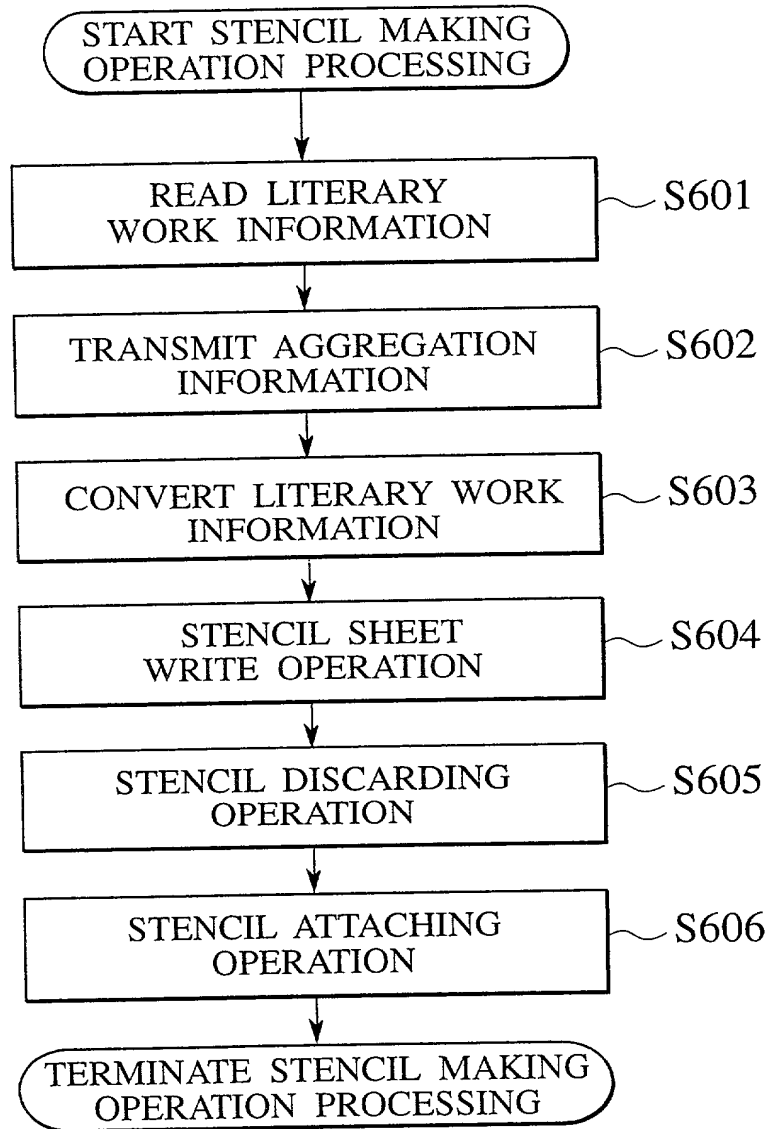 START STENCIL MAKING
OPERATION PROCESSING
READ LITERARY
WORK INFORMATION
S601
TRANSMIT AGGREGATION
INFORMATION
S602
CONVERT LITERARY WORK
INFORMATION
S603
STENCIL SHEET
WRITE OPERATION
S604
STENCIL DISCARDING
OPERATION
S605
STENCIL ATTACHING
OPERATION
S606
TERMINATE STENCIL MAKING
OPERATION PROCESSING